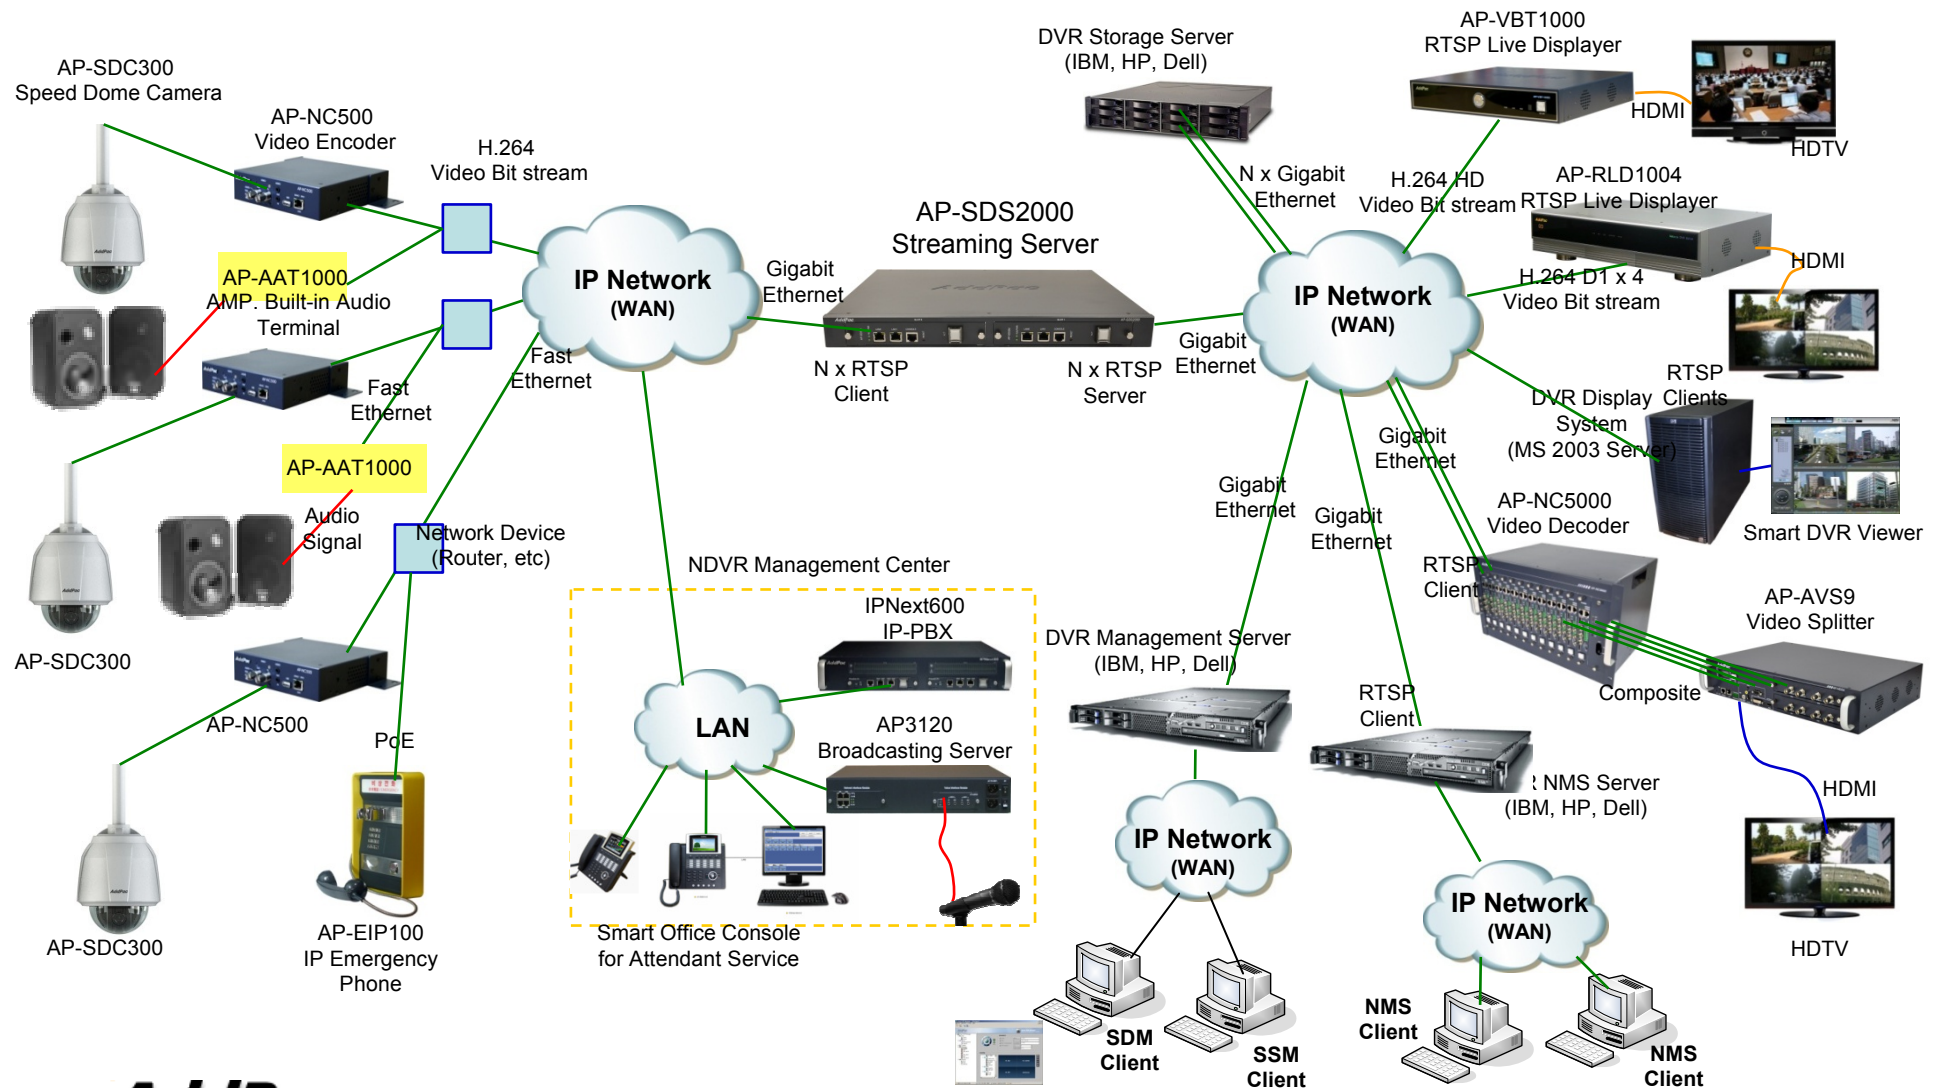 AP-SDC300
Speed Dome Camera
AP-NC500
Video Encoder
H.264
Video Bit stream
AP-AAT1000
AMP. Built-in Audio
Terminal
Fast
Ethernet
AP-AAT1000
Audio
Signal
AP-SDC300
AP-NC500
AP-SDC300
PoE
AP-EIP100
IP Emergency
Phone
Network Device
(Router, etc)
Fast
Ethernet
IP Network
(WAN)
Gigabit
Ethernet
AP-SDS2000
Streaming Server
N x RTSP
Client
N x RTSP
Server
Gigabit
Ethernet
NDVR Management Center
IPNext600
IP-PBX
LAN
AP3120
Broadcasting Server
Smart Office Console
for Attendant Service
DVR Storage Server
(IBM, HP, Dell)
N x Gigabit
Ethernet
IP Network
(WAN)
AP-VBT1000
RTSP Live Displayer
HDMI
HDTV
H.264 HD
Video Bit stream
AP-RLD1004
RTSP Live Displayer
HDMI
H.264 D1 x 4
Video Bit stream
RTSP
Clients
DVR Display
System
(MS 2003 Server)
Smart DVR Viewer
Gigabit
Ethernet
AP-NC5000
Video Decoder
RTSP
Client
AP-AVS9
Video Splitter
Composite
HDMI
HDTV
Gigabit
Ethernet
Gigabit
Ethernet
DVR Management Server
(IBM, HP, Dell)
RTSP
Client
R NMS Server
(IBM, HP, Dell)
IP Network
(WAN)
IP Network
(WAN)
SDM
Client
SSM
Client
NMS
Client
NMS
Client